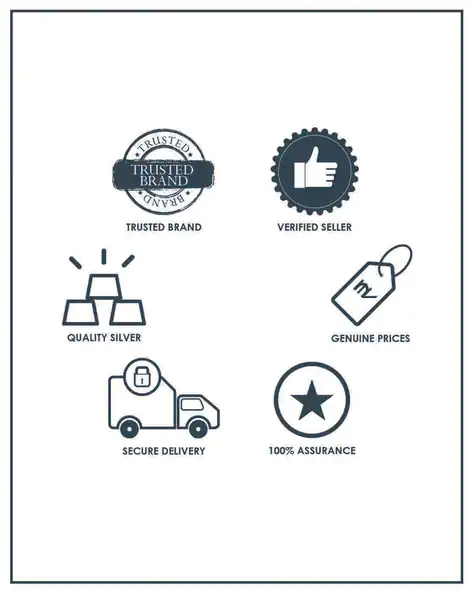 TRUSTED
TRUSTED
BRAND
BRAND
TRUSTED BRAND
VERIFIED SELLER
QUALITY SILVER
₹
GENUINE PRICES
SECURE DELIVERY
100% ASSURANCE